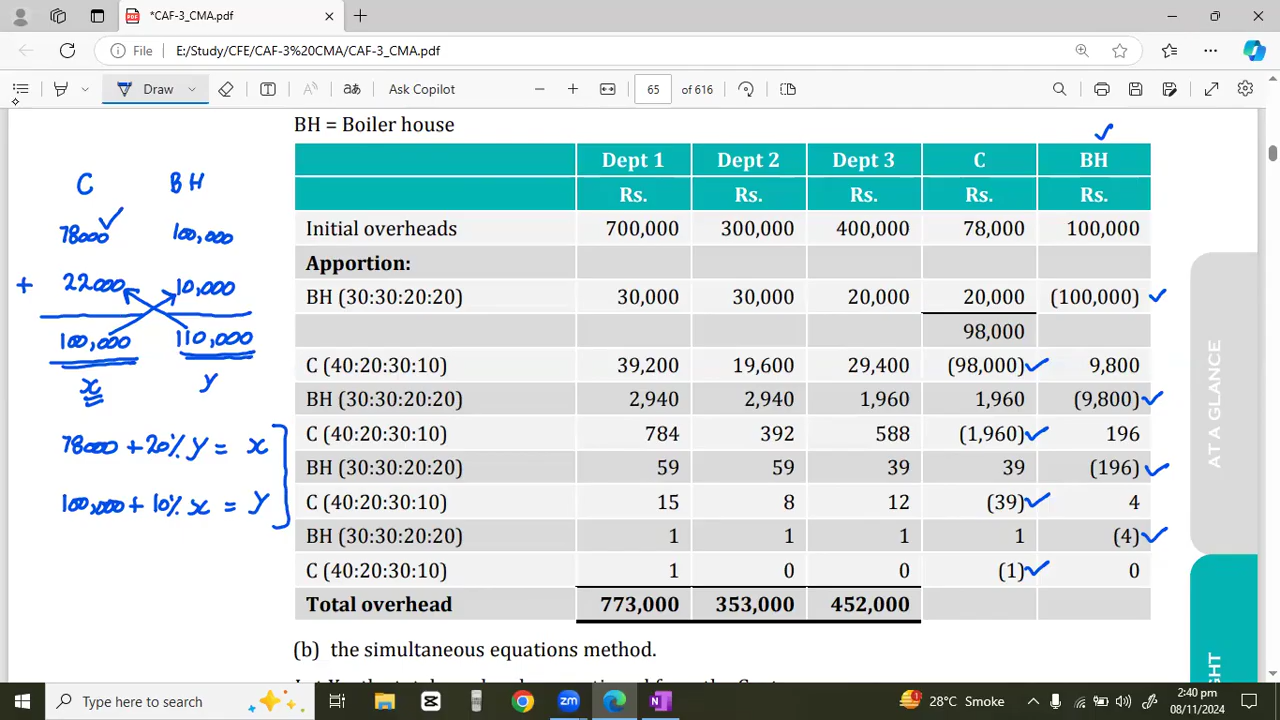 *CAF-3_CMA.pdf
File E:/Study/CFE/CAF-3%20CMA/CAF-3_CMA.pdf
Draw Ask Copilot 65 of 616
BH = Boiler house
Dept 1 Dept 2 Dept 3 C BH
Rs. Rs. Rs. Rs. Rs.
Initial overheads 700,000 300,000 400,000 78,000 100,000
Apportion:
BH (30:30:20:20) 30,000 30,000 20,000 20,000 (100,000)
98,000
C (40:20:30:10) 39,200 19,600 29,400 (98,000) 9,800
BH (30:30:20:20) 2,940 2,940 1,960 1,960 (9,800)
C (40:20:30:10) 784 392 588 (1,960) 196
BH (30:30:20:20) 59 59 39 39 (196)
C (40:20:30:10) 15 8 12 (39) 4
BH (30:30:20:20) 1 1 1 1 (4)
C (40:20:30:10) 1 0 0 (1) 0
Total overhead 773,000 353,000 452,000
(b) the simultaneous equations method.
C BH
78000 100,000
+ 22000 10,000
100,000 110,000
x y
78000 + 20% y = x
100,000 + 10% x = y
AT A GLANCE
Type here to search
28°C Smoke
2:40 pm
08/11/2024